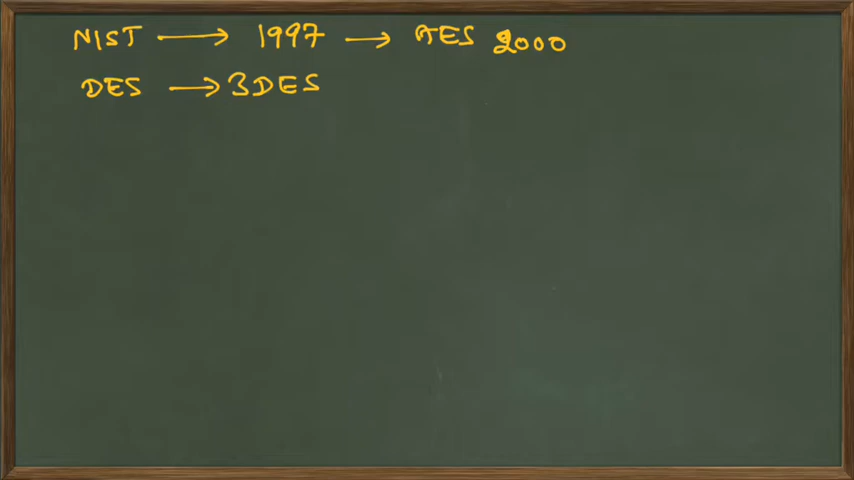 NIST → 1997 → AES 2000
DES → 3DES